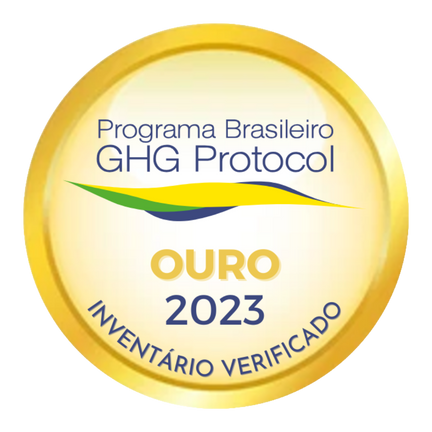 Programa Brasileiro
GHG Protocol
OURO
2023
INVENTÁRIO VERIFICADO